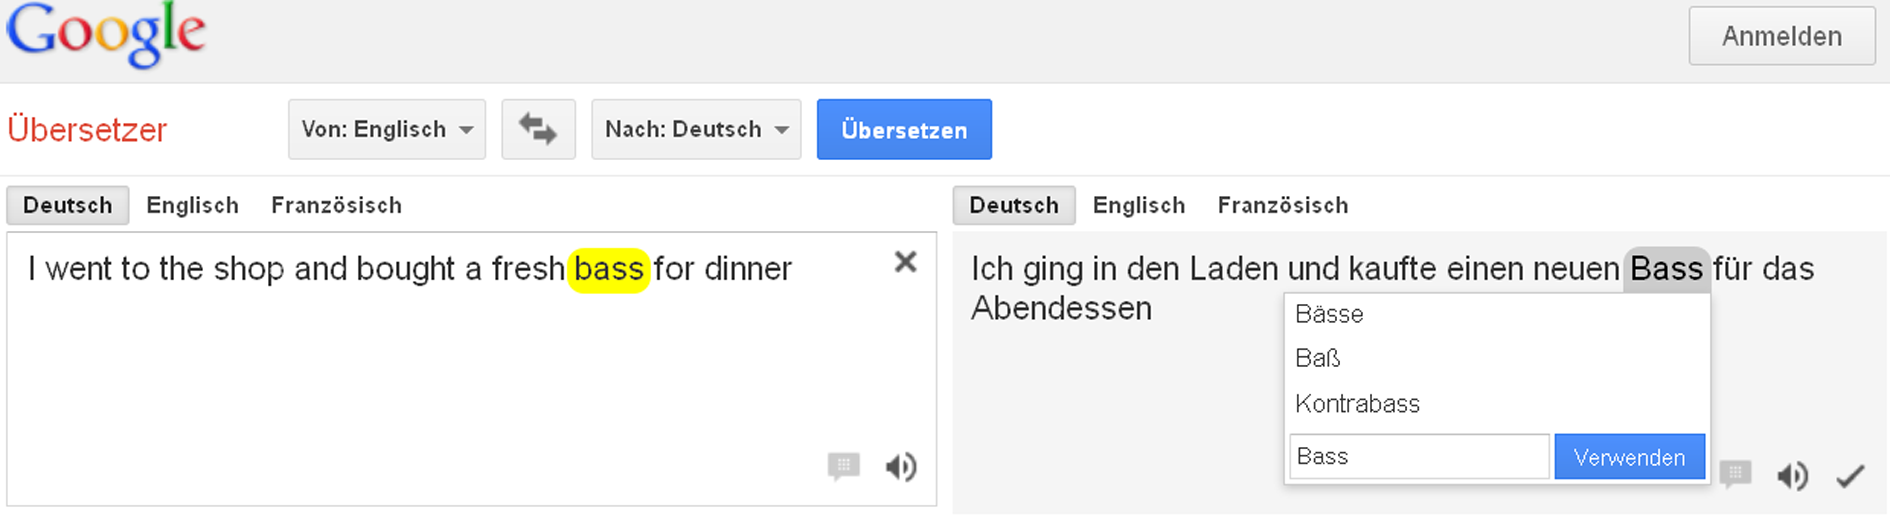 Google
Anmelden
Übersetzer
Von: Englisch
Nach: Deutsch
Übersetzen
Deutsch Englisch Französisch
I went to the shop and bought a fresh bass for dinner
Deutsch Englisch Französisch
Ich ging in den Laden und kaufte einen neuen Bass für das
Abendessen
Bässe
Baß
Kontrabass
Bass
Verwenden